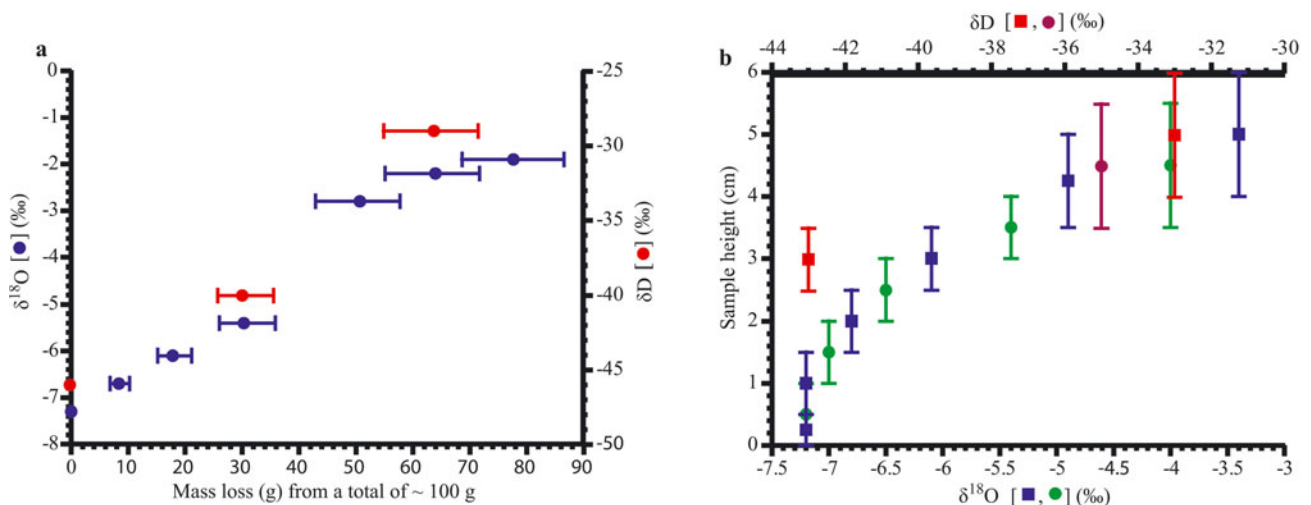 a
0
-1
-2
-3
-4
-5
-6
-7
-8
δ¹⁸O [●] (‰)
-25
-30
-35
-40
-45
-50
δD [●] (‰)
0 10 20 30 40 50 60 70 80 90
Mass loss (g) from a total of ~ 100 g
b
δD [■, ●] (‰)
-44 -42 -40 -38 -36 -34 -32 -30
6
5
4
3
2
1
0
Sample height (cm)
-7.5 -7 -6.5 -6 -5.5 -5 -4.5 -4 -3.5 -3
δ¹⁸O [■, ●] (‰)